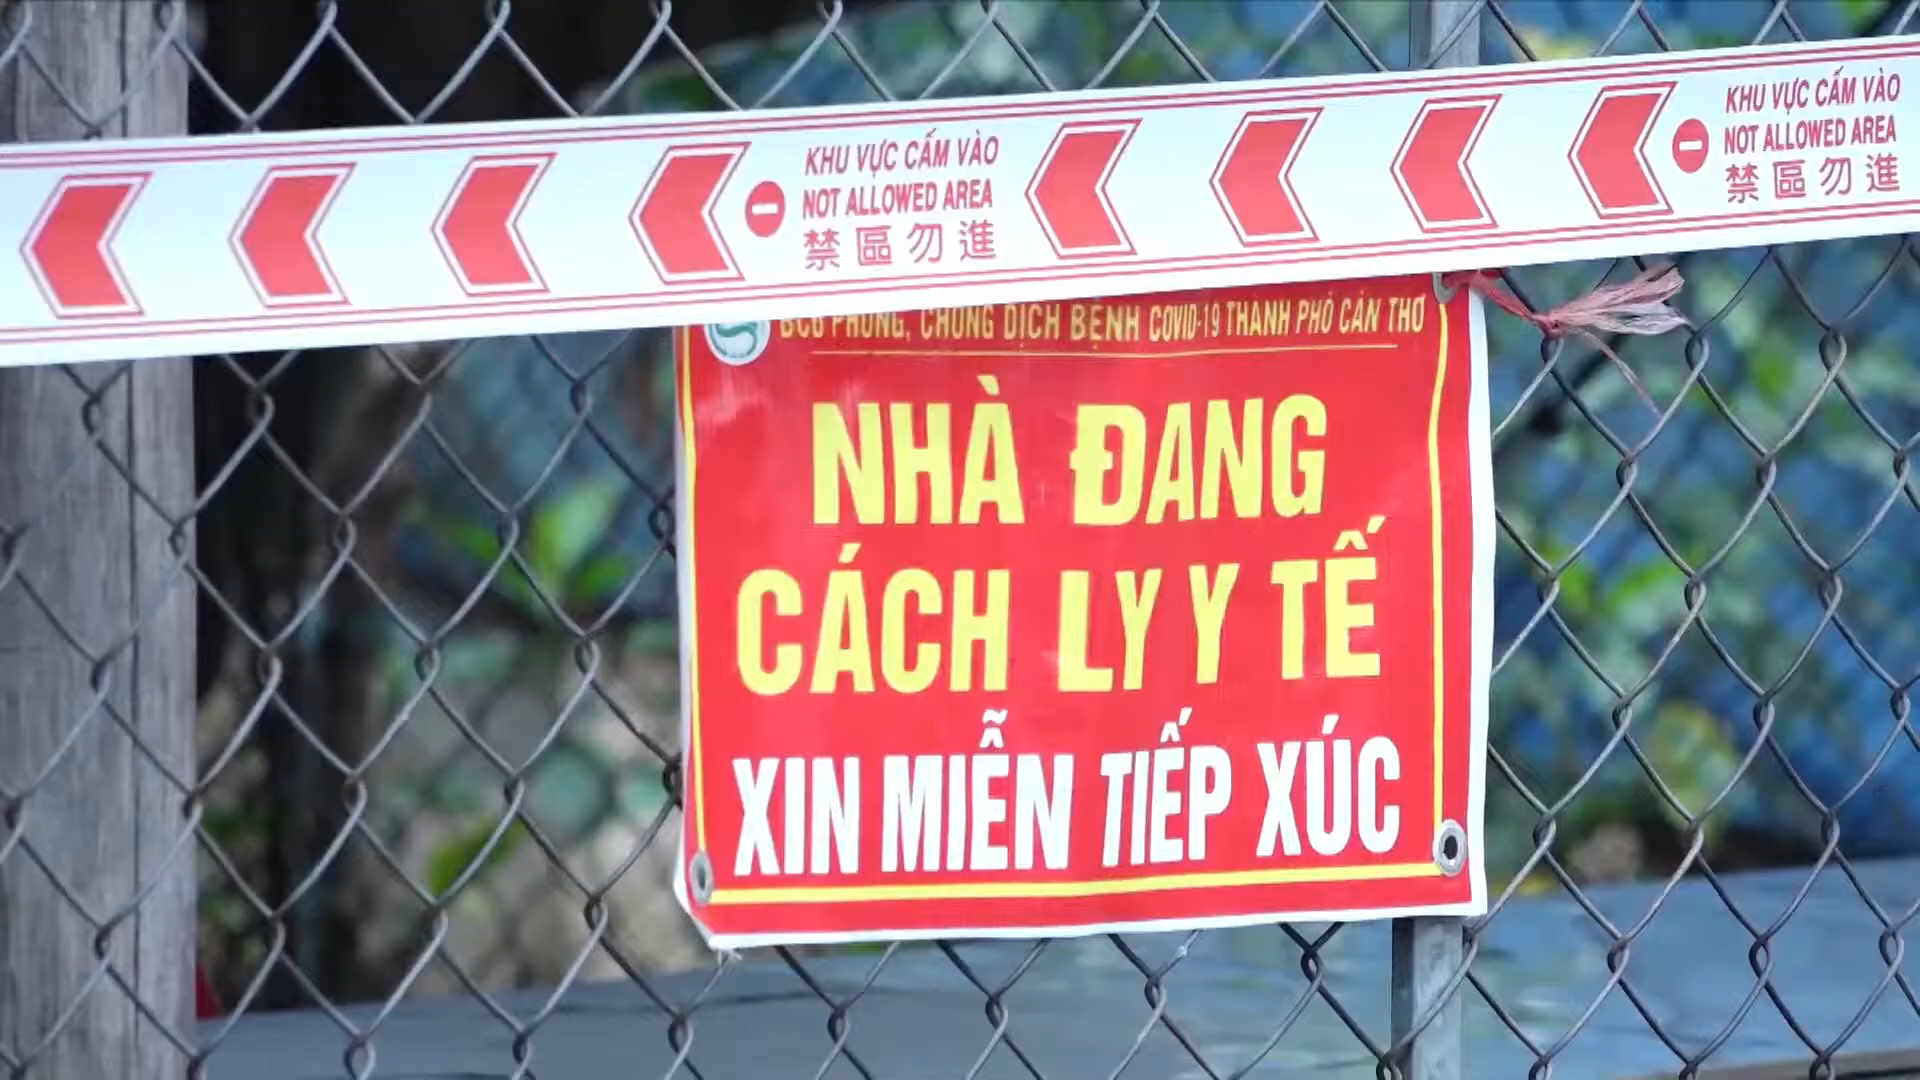 KHU VỰC CẤM VÀO
NOT ALLOWED AREA
禁區勿進
KHU VỰC CẤM VÀO
NOT ALLOWED AREA
禁區勿進
BCĐ PHÒNG, CHỐNG DỊCH BỆNH COVID-19 THÀNH PHỐ CẦN THƠ
NHÀ ĐANG
CÁCH LY Y TẾ
XIN MIỄN TIẾP XÚC